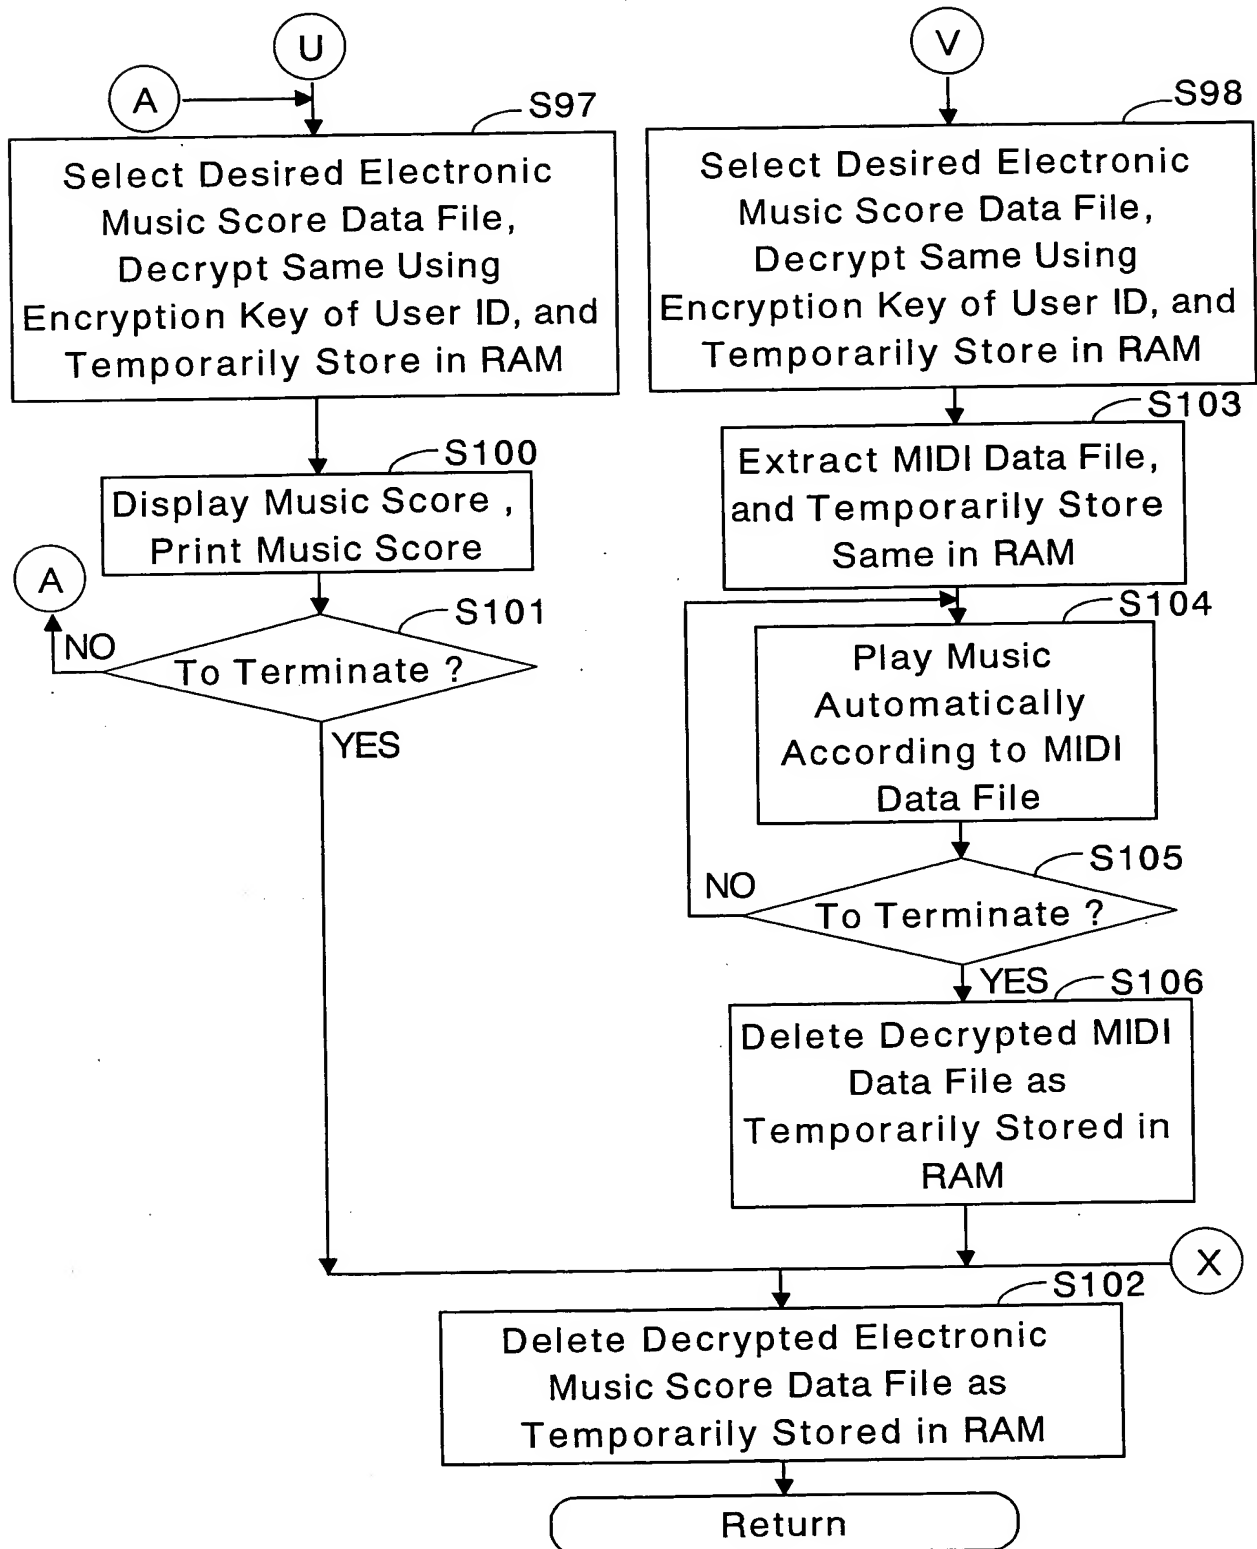 U
A
S97
Select Desired Electronic
Music Score Data File,
Decrypt Same Using
Encryption Key of User ID, and
Temporarily Store in RAM
S100
Display Music Score ,
Print Music Score
A
S101
NO
To Terminate ?
YES
V
S98
Select Desired Electronic
Music Score Data File,
Decrypt Same Using
Encryption Key of User ID, and
Temporarily Store in RAM
S103
Extract MIDI Data File,
and Temporarily Store
Same in RAM
S104
Play Music
Automatically
According to MIDI
Data File
S105
NO
To Terminate ?
YES
S106
Delete Decrypted MIDI
Data File as
Temporarily Stored in
RAM
X
S102
Delete Decrypted Electronic
Music Score Data File as
Temporarily Stored in RAM
Return